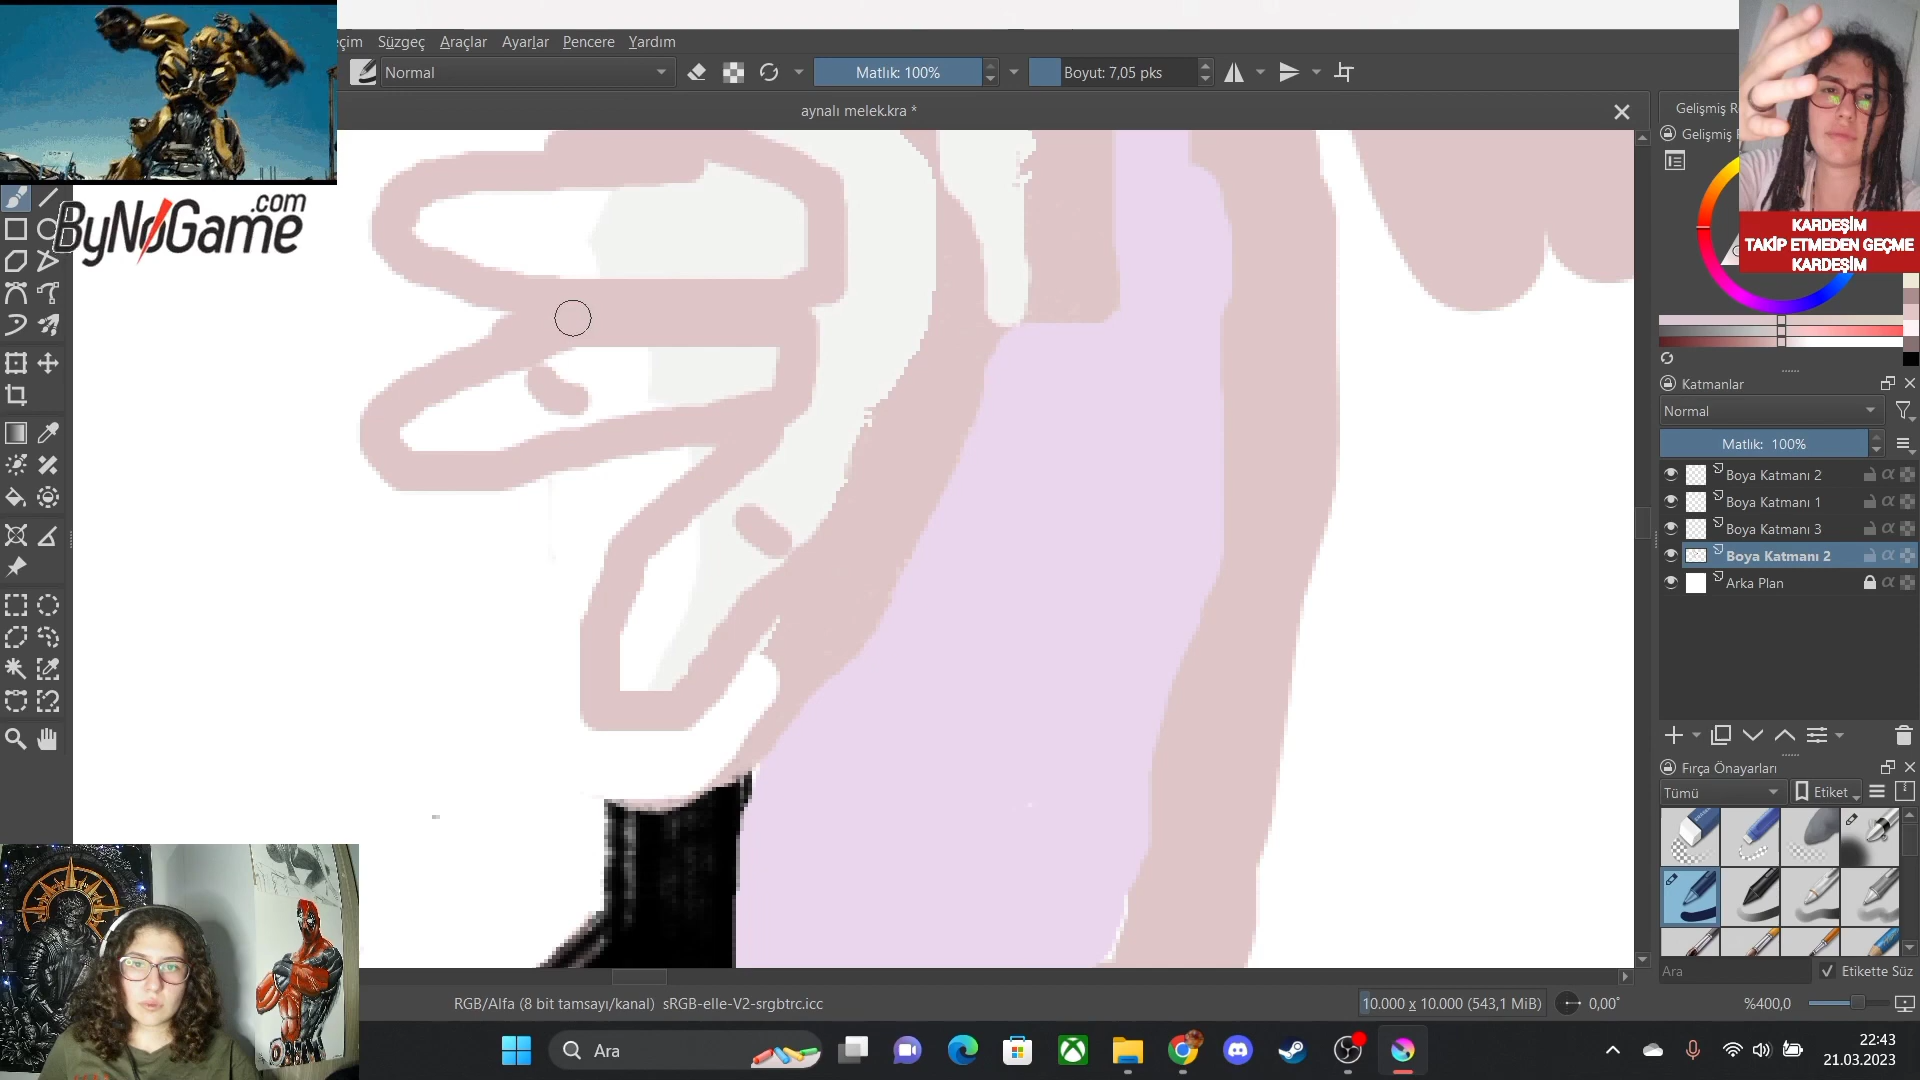 eçim Süzgeç Araçlar Ayarlar Pencere Yardım
Normal
Matlık: 100%
Boyut: 7,05 pks
aynalı melek.kra *
Gelişmiş R
Gelişmiş
KARDEŞİM
TAKİP ETMEDEN GEÇME
KARDEŞİM
ByNoGame
.com
Katmanlar
Normal
Matlık: 100%
Boya Katmanı 2
Boya Katmanı 1
Boya Katmanı 3
Boya Katmanı 2
Arka Plan
Fırça Önayarları
Tümü
Etiket
Ara
Etikette Süz
RGB/Alfa (8 bit tamsayı/kanal) sRGB-elle-V2-srgbtrc.icc
10.000 x 10.000 (543,1 MiB)
0,00°
%400,0
Ara
22:43
21.03.2023